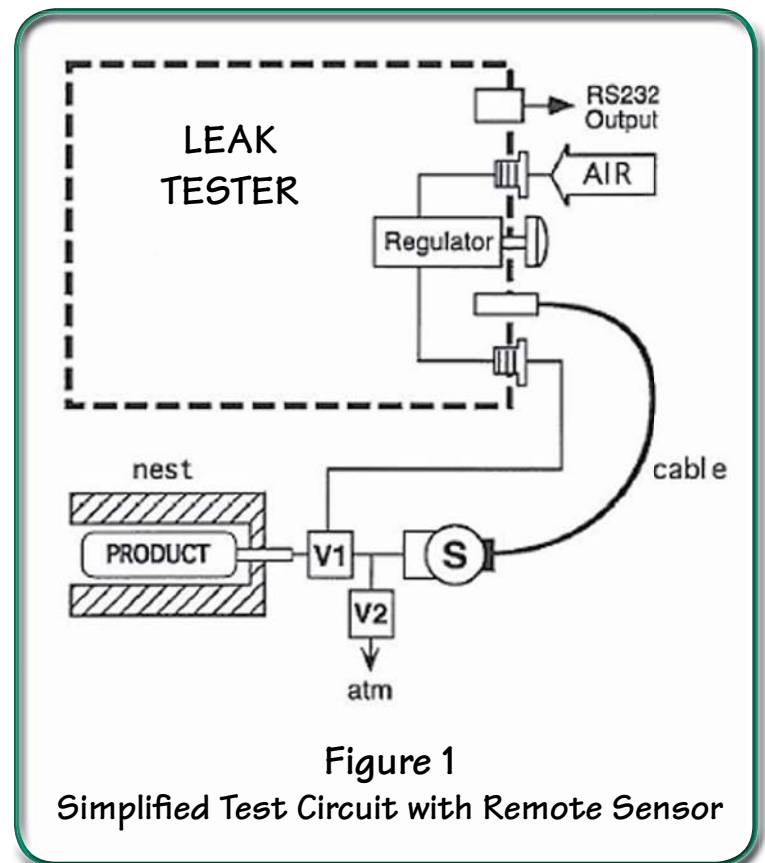 RS232
Output
LEAK
TESTER
AIR
Regulator
nest
cable
PRODUCT
V1
S
V2
atm
Figure 1
Simplified Test Circuit with Remote Sensor